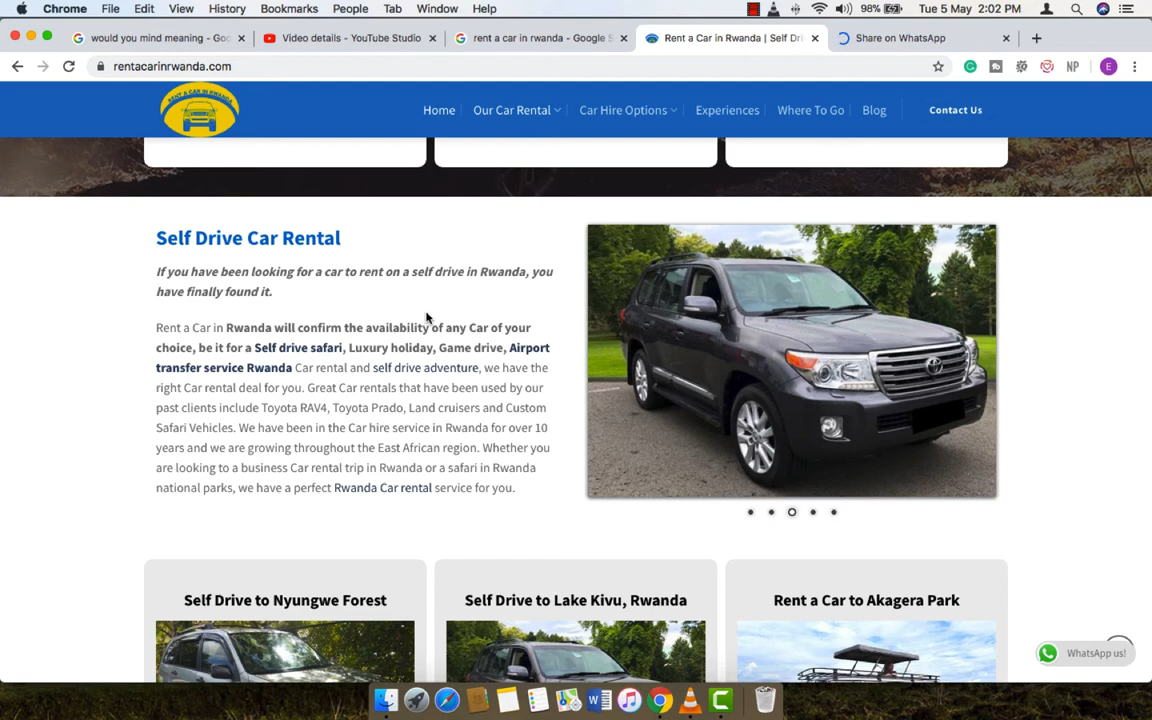 Chrome File Edit View History Bookmarks People Tab Window Help 98% Tue 5 May 2:02 PM
would you mind meaning - Goo Video details - YouTube Studio rent a car in rwanda - Google S Rent a Car in Rwanda | Self Dri Share on WhatsApp
rentacarinrwanda.com NP E
RENT A CAR IN RWANDA
Home Our Car Rental Car Hire Options Experiences Where To Go Blog Contact Us
Self Drive Car Rental
If you have been looking for a car to rent on a self drive in Rwanda, you
have finally found it.
Rent a Car in Rwanda will confirm the availability of any Car of your
choice, be it for a Self drive safari, Luxury holiday, Game drive, Airport
transfer service Rwanda Car rental and self drive adventure, we have the
right Car rental deal for you. Great Car rentals that have been used by our
past clients include Toyota RAV4, Toyota Prado, Land cruisers and Custom
Safari Vehicles. We have been in the Car hire service in Rwanda for over 10
years and we are growing throughout the East African region. Whether you
are looking to a business Car rental trip in Rwanda or a safari in Rwanda
national parks, we have a perfect Rwanda Car rental service for you.
Self Drive to Nyungwe Forest Self Drive to Lake Kivu, Rwanda Rent a Car to Akagera Park
WhatsApp us!